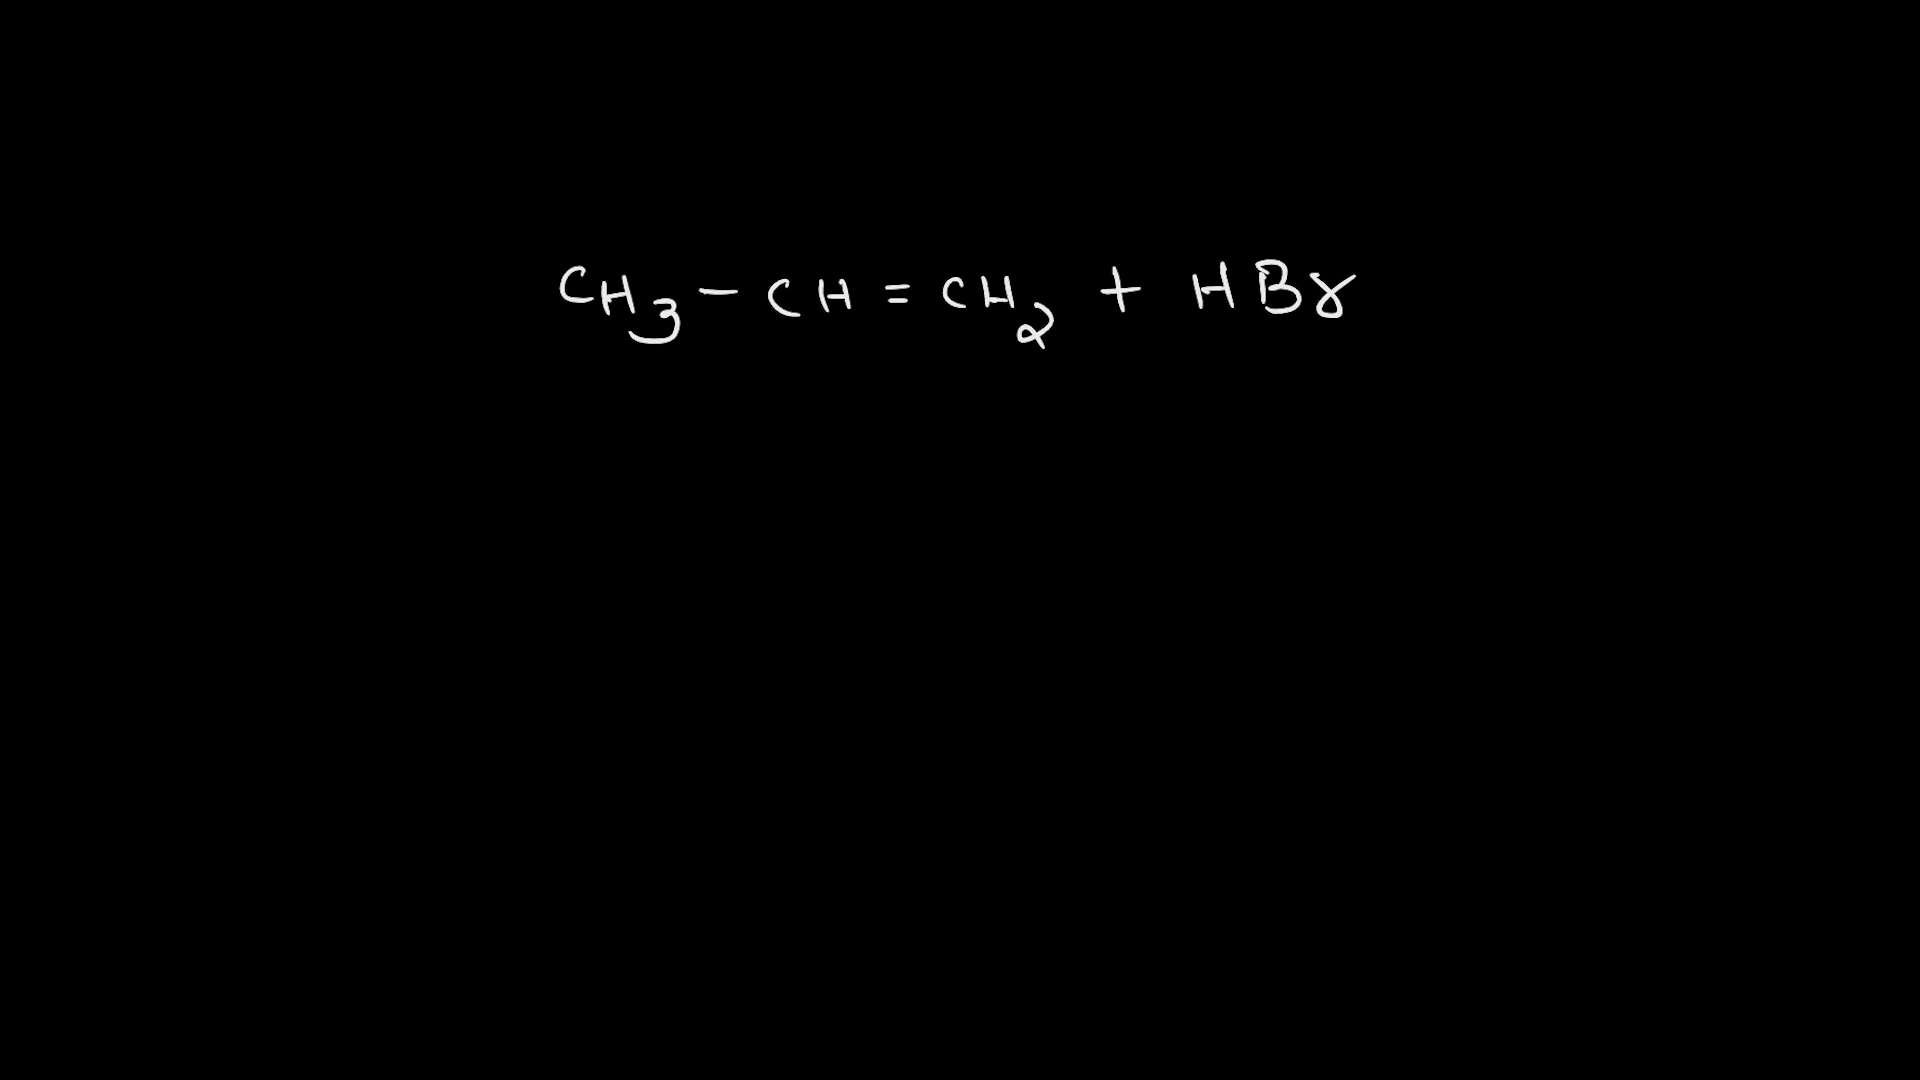 CH₃ - CH = CH₂ + HBr